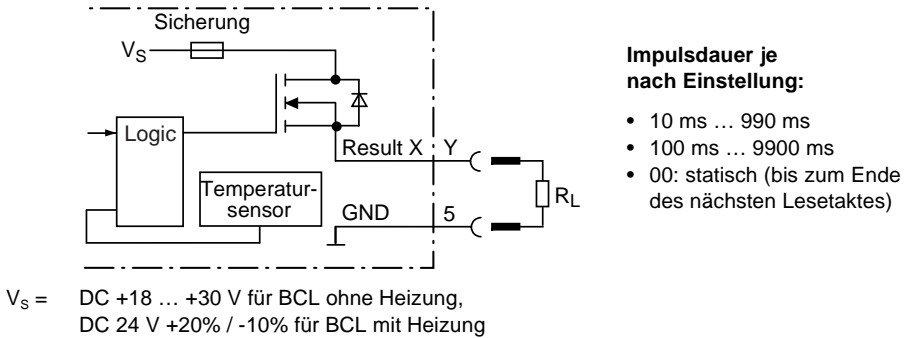 Sicherung
V_S
Logic
Temperatur-
sensor
Result X
Y
GND
5
R_L
Impulsdauer je
nach Einstellung:
• 10 ms … 990 ms
• 100 ms … 9900 ms
• 00: statisch (bis zum Ende
des nächsten Lesetaktes)
V_S = DC +18 … +30 V für BCL ohne Heizung,
DC 24 V +20% / -10% für BCL mit Heizung